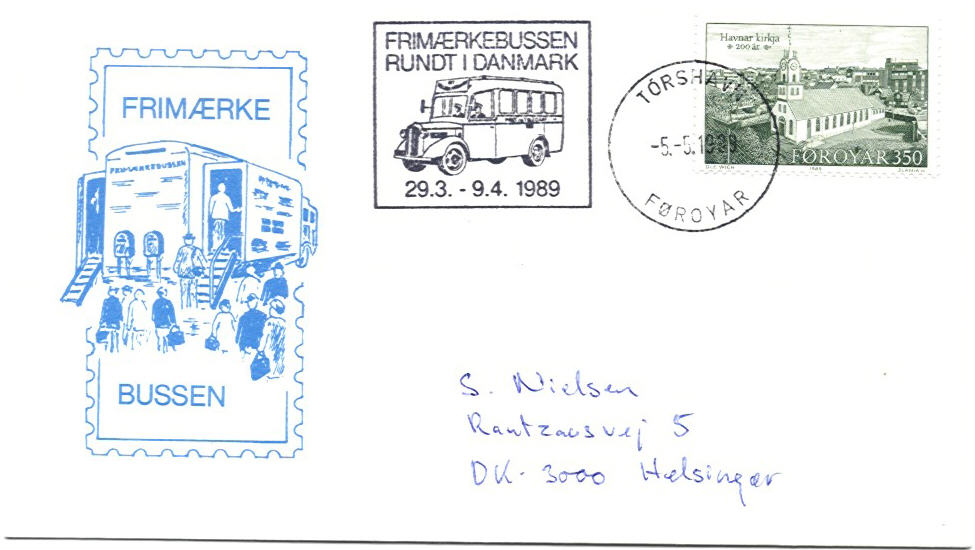 FRIMÆRKE
FRIMÆRKEBUSSEN
BUSSEN
FRIMÆRKEBUSSEN
RUNDT I DANMARK
29.3. - 9.4. 1989
TÓRSHAVN
-5.-5.1989
FØROYAR
Havnar kirkja
200 ár
FØROYAR 350
1989
S. Nielsen
Rantzausvej 5
DK-3000 Helsingør